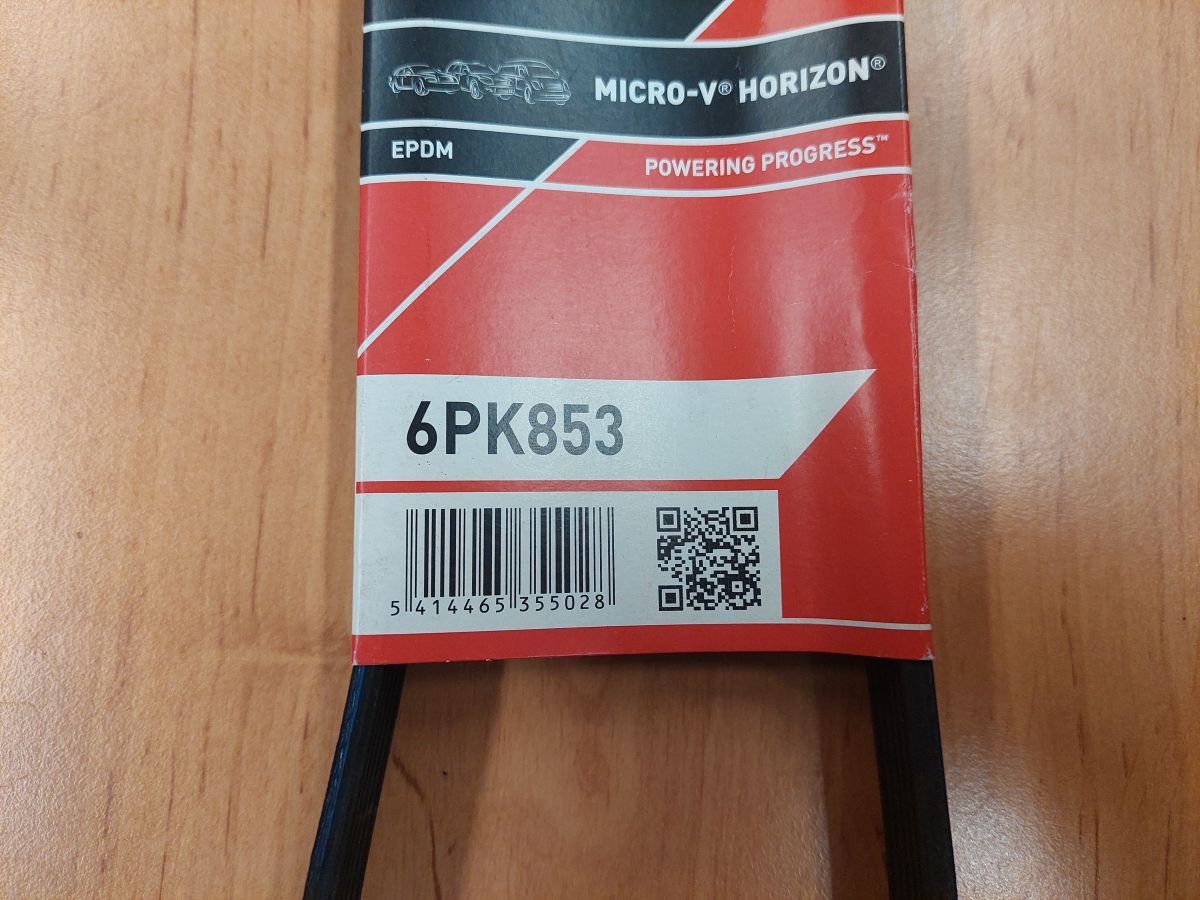 MICRO-V® HORIZON®
EPDM
POWERING PROGRESS™
6PK853
5 414465 355028